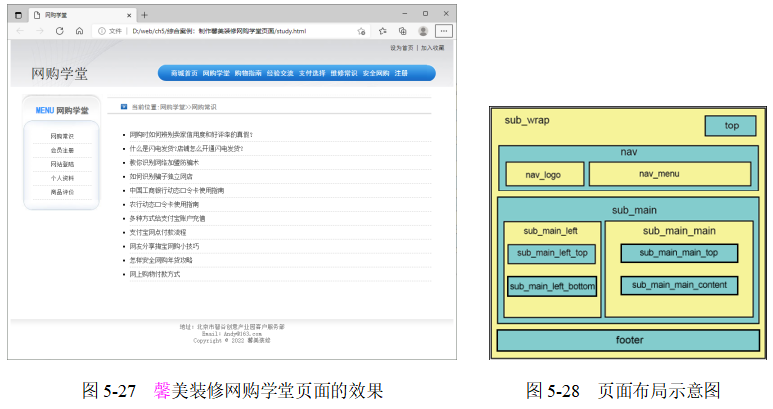 网购学堂
文件 | D:/web/ch5/综合案例：制作馨美装修网购学堂页面/study.html
设为首页 | 加入收藏
网购学堂
商城首页 网购学堂 购物指南 经验交流 支付选择 维修常识 安全网购 注册
MENU 网购学堂
网购常识
会员注册
网站登陆
个人资料
商品评价
当前位置:网购学堂>>网购常识
网购时如何辨别卖家信用度和好评率的真假?
什么是闪电发货?店铺怎么开通闪电发货?
教你识别网络加盟防骗术
如何识别骗子独立网店
中国工商银行动态口令卡使用指南
农行动态口令卡使用指南
多种方式给支付宝账户充值
支付宝网点付款流程
网友分享淘宝网购小技巧
怎样安全网购年货攻略
网上购物付款方式
地址: 北京市智谷创意产业园客户服务部
Email: Andy@163.com
Copyright © 2022 馨美装修
图 5-27 馨美装修网购学堂页面的效果
sub_wrap
top
nav
nav_logo
nav_menu
sub_main
sub_main_left
sub_main_left_top
sub_main_left_bottom
sub_main_main
sub_main_main_top
sub_main_main_content
footer
图 5-28 页面布局示意图